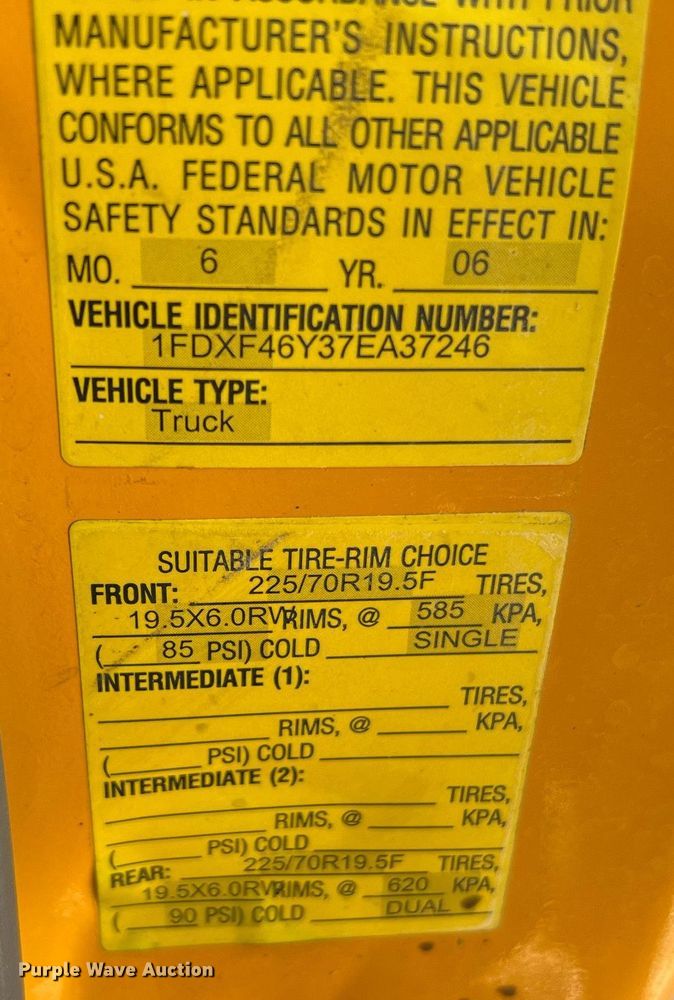 IN ACCORDANCE WITH PRIOR
MANUFACTURER'S INSTRUCTIONS,
WHERE APPLICABLE. THIS VEHICLE
CONFORMS TO ALL OTHER APPLICABLE
U.S.A. FEDERAL MOTOR VEHICLE
SAFETY STANDARDS IN EFFECT IN:
MO. 6 YR. 06
VEHICLE IDENTIFICATION NUMBER:
1FDXF46Y37EA37246
VEHICLE TYPE:
Truck
SUITABLE TIRE-RIM CHOICE
FRONT: 225/70R19.5F TIRES,
19.5X6.0RW RIMS, @ 585 KPA,
( 85 PSI) COLD SINGLE
INTERMEDIATE (1):
TIRES,
RIMS, @ KPA,
( PSI) COLD
INTERMEDIATE (2):
TIRES,
RIMS, @ KPA,
( PSI) COLD
REAR: 225/70R19.5F TIRES,
19.5X6.0RW RIMS, @ 620 KPA,
( 90 PSI) COLD DUAL
Purple Wave Auction